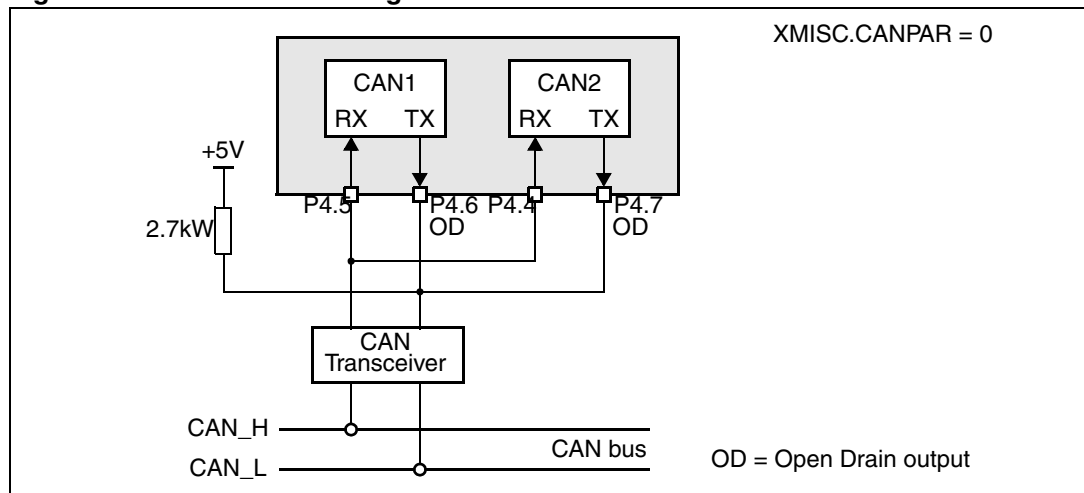 XMISC.CANPAR = 0
CAN1 CAN2
RX TX RX TX
+5V
P4.5 P4.6 P4.4 P4.7
OD OD
2.7kW
CAN
Transceiver
CAN_H
CAN bus
CAN_L
OD = Open Drain output